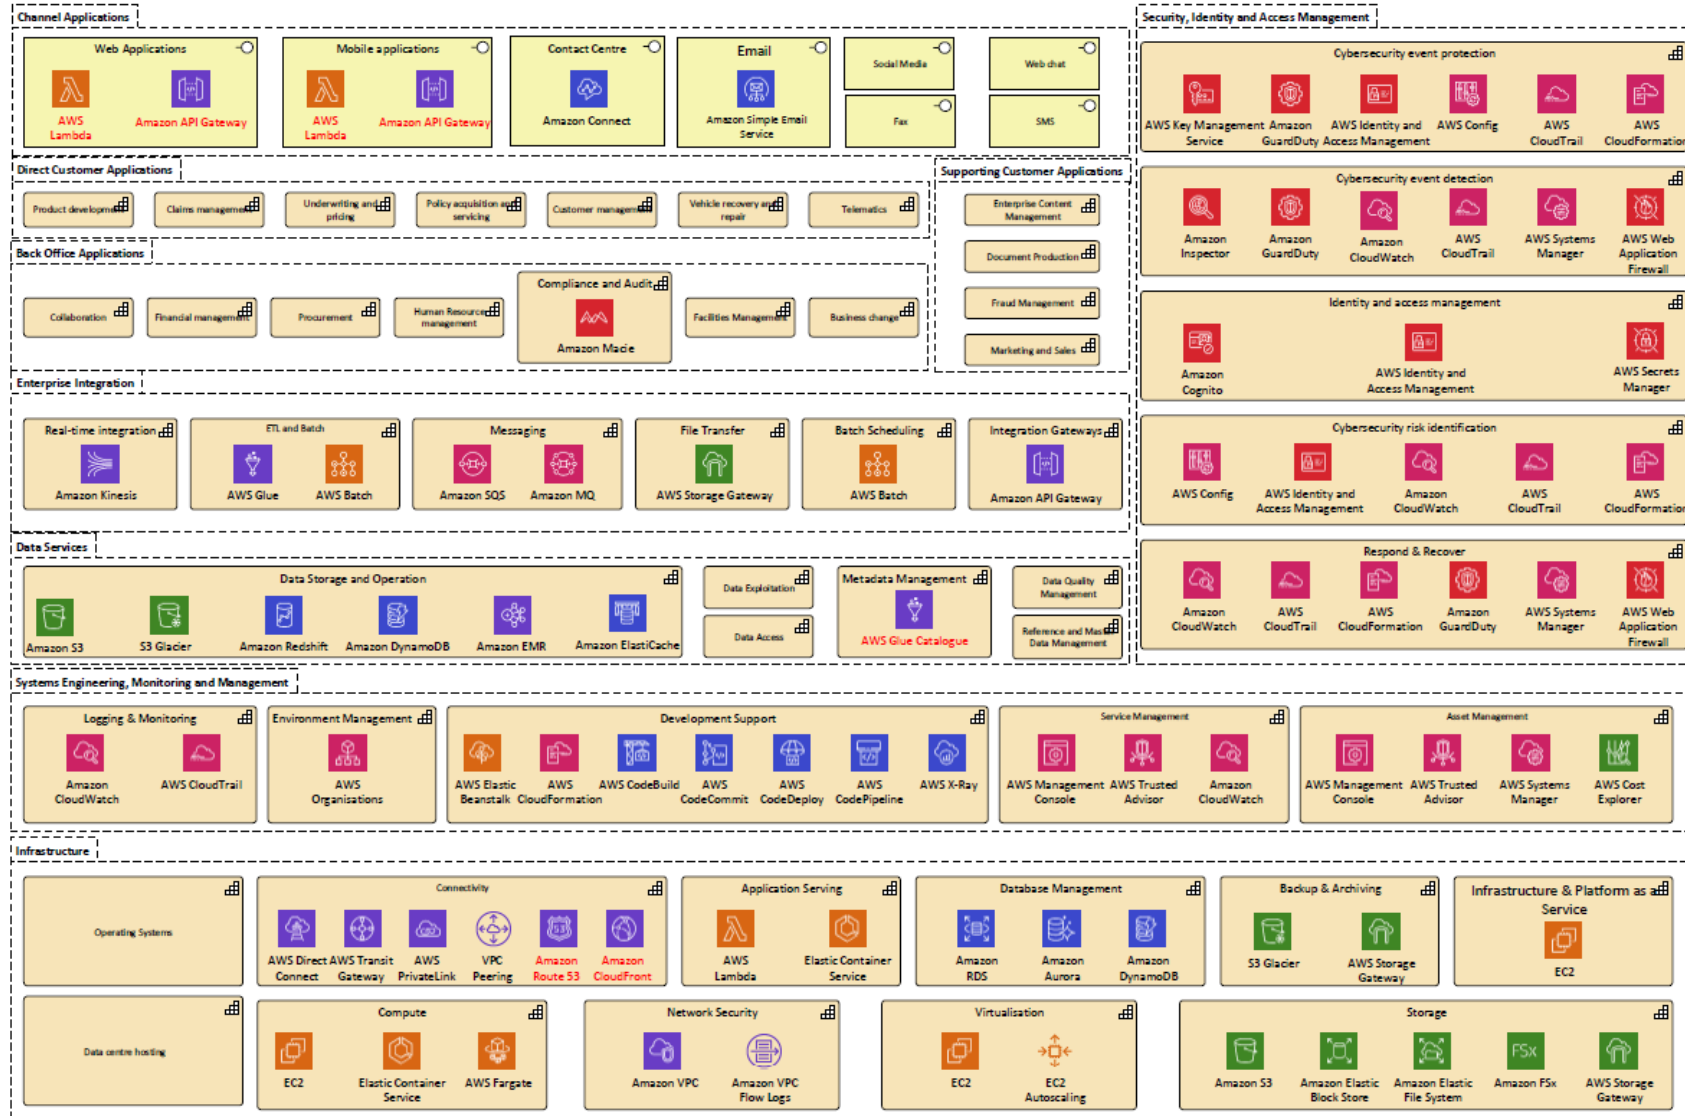 Channel Applications
Web Applications
AWS
Lambda
Amazon API Gateway
Mobile applications
AWS
Lambda
Amazon API Gateway
Contact Centre
Amazon Connect
Email
Amazon Simple Email
Service
Social Media
Web chat
Fax
SMS
Direct Customer Applications
Product development
Claims management
Underwriting and
pricing
Policy acquisition and
servicing
Customer management
Vehicle recovery and
repair
Telematics
Supporting Customer Applications
Enterprise Content
Management
Document Production
Fraud Management
Marketing and Sales
Back Office Applications
Collaboration
Financial management
Procurement
Human Resource
management
Compliance and Audit
Amazon Macie
Facilities Management
Business change
Enterprise Integration
Real-time integration
Amazon Kinesis
ETL and Batch
AWS Glue
AWS Batch
Messaging
Amazon SQS
Amazon MQ
File Transfer
AWS Storage Gateway
Batch Scheduling
AWS Batch
Integration Gateways
Amazon API Gateway
Data Services
Data Storage and Operation
Amazon S3
S3 Glacier
Amazon Redshift
Amazon DynamoDB
Amazon EMR
Amazon ElastiCache
Data Exploitation
Data Access
Metadata Management
AWS Glue Catalogue
Data Quality
Management
Reference and Master
Data Management
Security, Identity and Access Management
Cybersecurity event protection
AWS Key Management
Service
Amazon
GuardDuty
AWS Identity and
Access Management
AWS Config
AWS
CloudTrail
AWS
CloudFormation
Cybersecurity event detection
Amazon
Inspector
Amazon
GuardDuty
Amazon
CloudWatch
AWS
CloudTrail
AWS Systems
Manager
AWS Web
Application
Firewall
Identity and access management
Amazon
Cognito
AWS Identity and
Access Management
AWS Secrets
Manager
Cybersecurity risk identification
AWS Config
AWS Identity and
Access Management
Amazon
CloudWatch
AWS
CloudTrail
AWS
CloudFormation
Respond & Recover
Amazon
CloudWatch
AWS
CloudTrail
AWS
CloudFormation
Amazon
GuardDuty
AWS Systems
Manager
AWS Web
Application
Firewall
Systems Engineering, Monitoring and Management
Logging & Monitoring
Amazon
CloudWatch
AWS CloudTrail
Environment Management
AWS
Organisations
Development Support
AWS Elastic
Beanstalk
AWS
CloudFormation
AWS CodeBuild
AWS
CodeCommit
AWS
CodeDeploy
AWS
CodePipeline
AWS X-Ray
Service Management
AWS Management
Console
AWS Trusted
Advisor
Amazon
CloudWatch
Asset Management
AWS Management
Console
AWS Trusted
Advisor
AWS Systems
Manager
AWS Cost
Explorer
Infrastructure
Operating Systems
Connectivity
AWS Direct
Connect
AWS Transit
Gateway
AWS
PrivateLink
VPC
Peering
53
Amazon
Route 53
Amazon
CloudFront
Application Serving
AWS
Lambda
Elastic Container
Service
Database Management
Amazon
RDS
Amazon
Aurora
Amazon
DynamoDB
Backup & Archiving
S3 Glacier
AWS Storage
Gateway
Infrastructure & Platform as a
Service
EC2
Data centre hosting
Compute
EC2
Elastic Container
Service
AWS Fargate
Network Security
Amazon VPC
Amazon VPC
Flow Logs
Virtualisation
EC2
EC2
Autoscaling
Storage
Amazon S3
Amazon Elastic
Block Store
Amazon Elastic
File System
FSx
Amazon FSx
AWS Storage
Gateway